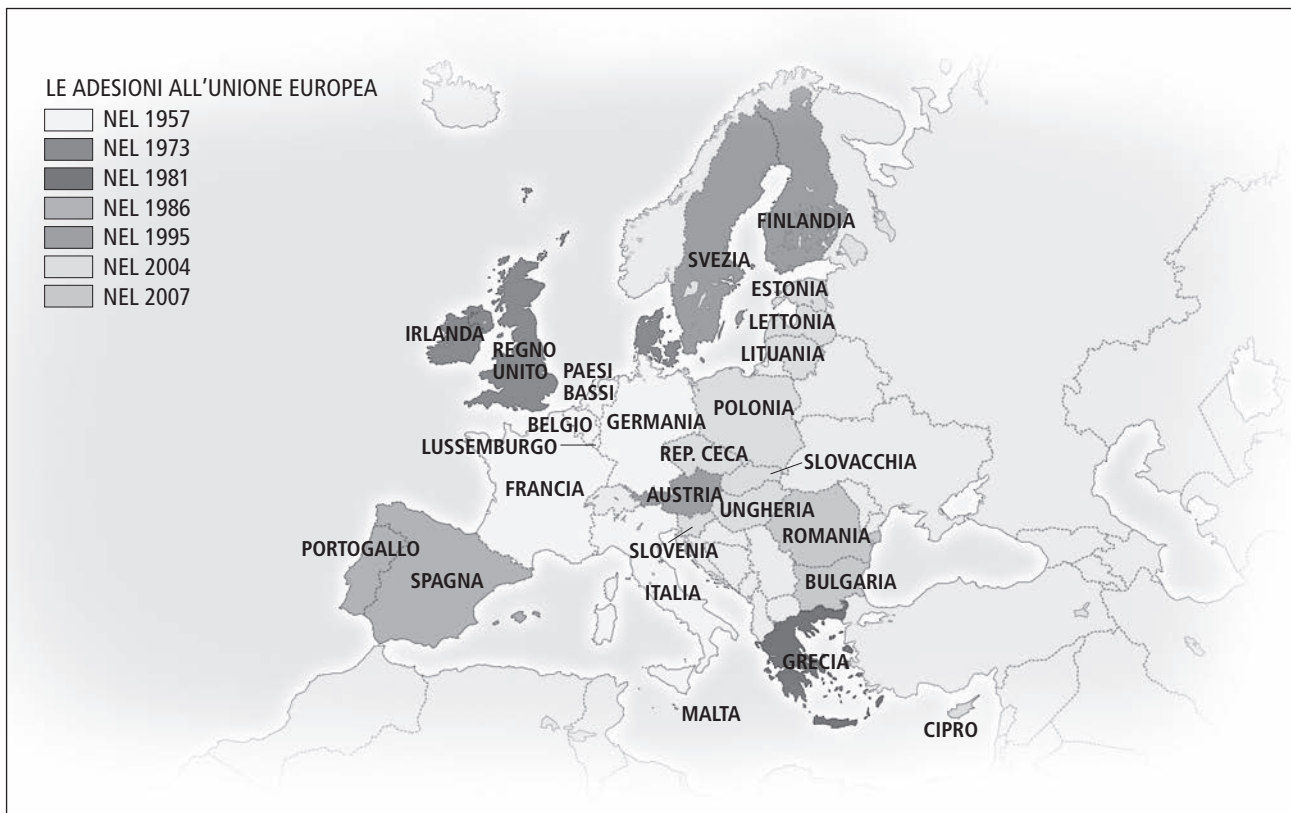 LE ADESIONI ALL'UNIONE EUROPEA
NEL 1957
NEL 1973
NEL 1981
NEL 1986
NEL 1995
NEL 2004
NEL 2007
FINLANDIA
SVEZIA
ESTONIA
LETTONIA
LITUANIA
IRLANDA
REGNO
UNITO
PAESI
BASSI
BELGIO
LUSSEMBURGO
GERMANIA
POLONIA
REP. CECA
SLOVACCHIA
FRANCIA
AUSTRIA
UNGHERIA
ROMANIA
SLOVENIA
PORTOGALLO
SPAGNA
ITALIA
BULGARIA
GRECIA
MALTA
CIPRO